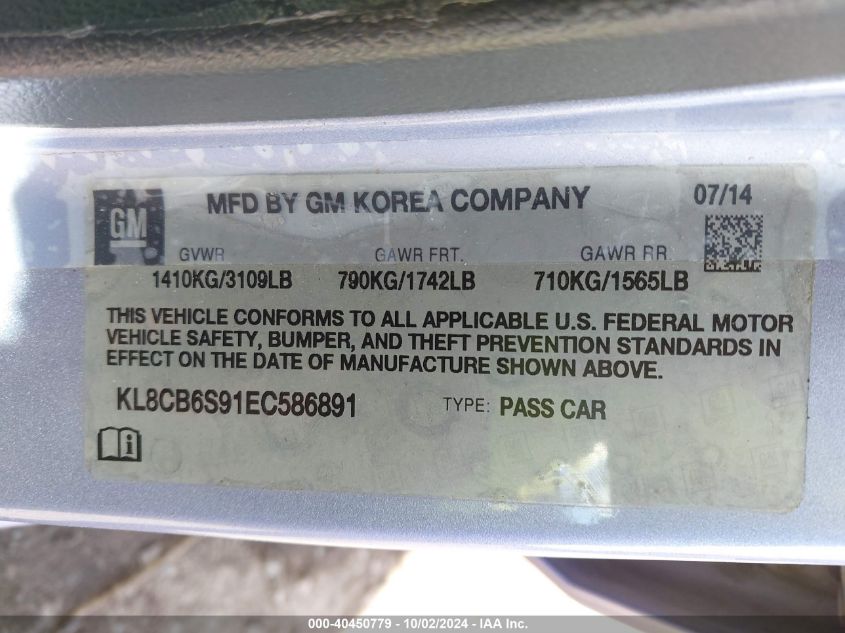 GM MFD BY GM KOREA COMPANY 07/14
GVWR GAWR FRT. GAWR RR.
1410KG/3109LB 790KG/1742LB 710KG/1565LB
THIS VEHICLE CONFORMS TO ALL APPLICABLE U.S. FEDERAL MOTOR
VEHICLE SAFETY, BUMPER, AND THEFT PREVENTION STANDARDS IN
EFFECT ON THE DATE OF MANUFACTURE SHOWN ABOVE.
KL8CB6S91EC586891 TYPE: PASS CAR
000-40450779 - 10/02/2024 - IAA Inc.